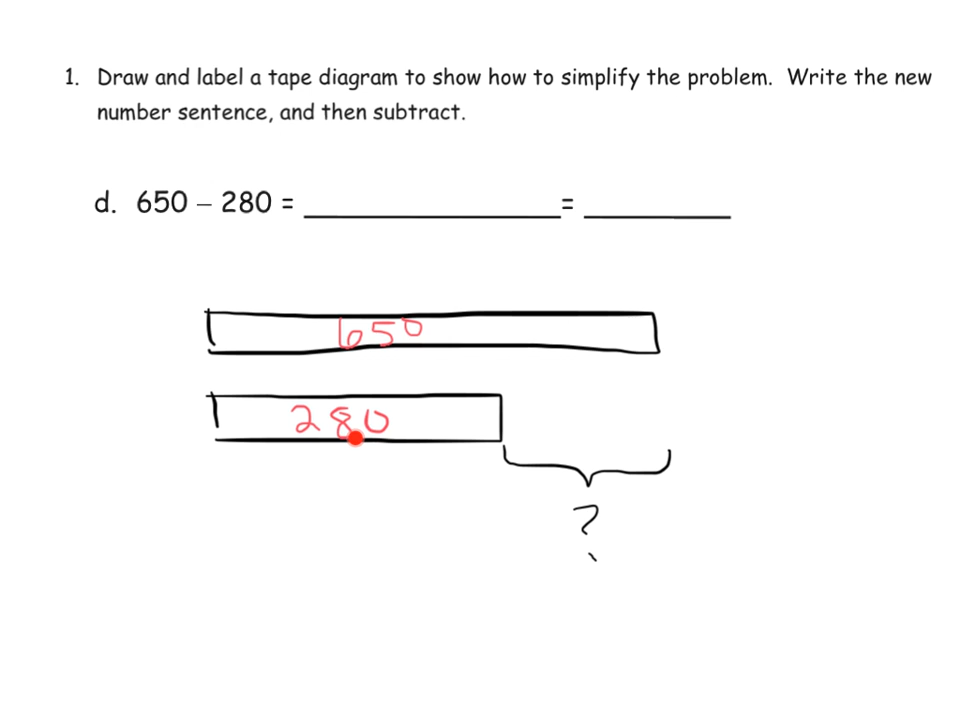 1. Draw and label a tape diagram to show how to simplify the problem. Write the new
number sentence, and then subtract.
d. 650 – 280 = ________________ = _________
650
280
?